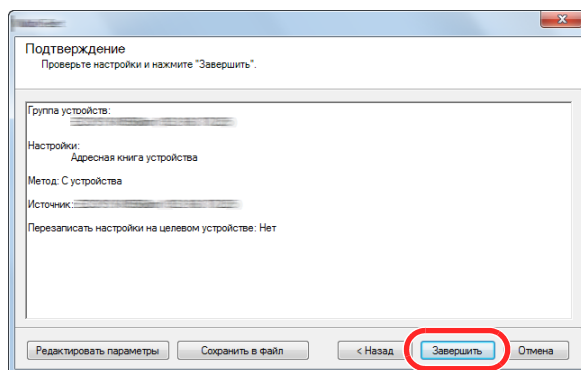 Подтверждение
Проверьте настройки и нажмите "Завершить".
Группа устройств:
Настройки:
Адресная книга устройства
Метод: С устройства
Источник:
Перезаписать настройки на целевом устройстве: Нет
Редактировать параметры Сохранить в файл < Назад Завершить Отмена